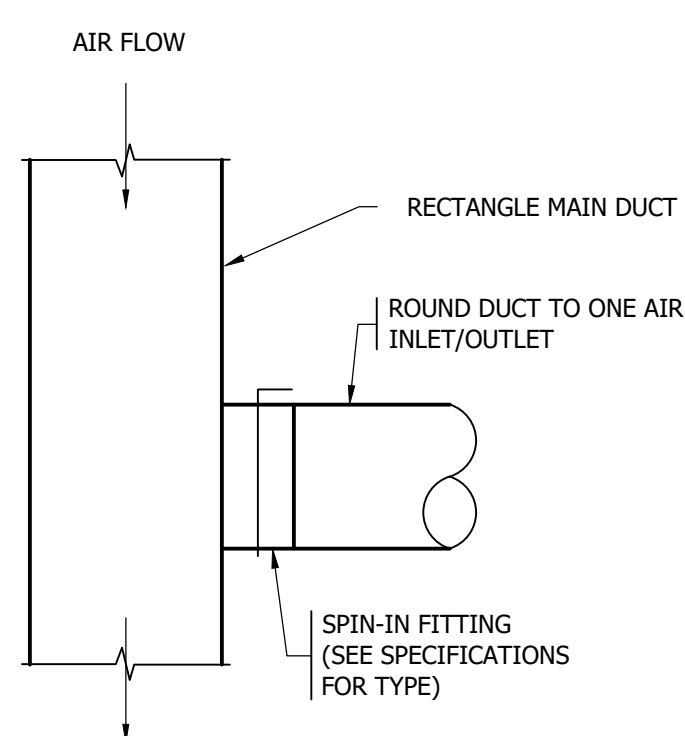 AIR FLOW
RECTANGLE MAIN DUCT
ROUND DUCT TO ONE AIR
INLET/OUTLET
SPIN-IN FITTING
(SEE SPECIFICATIONS
FOR TYPE)